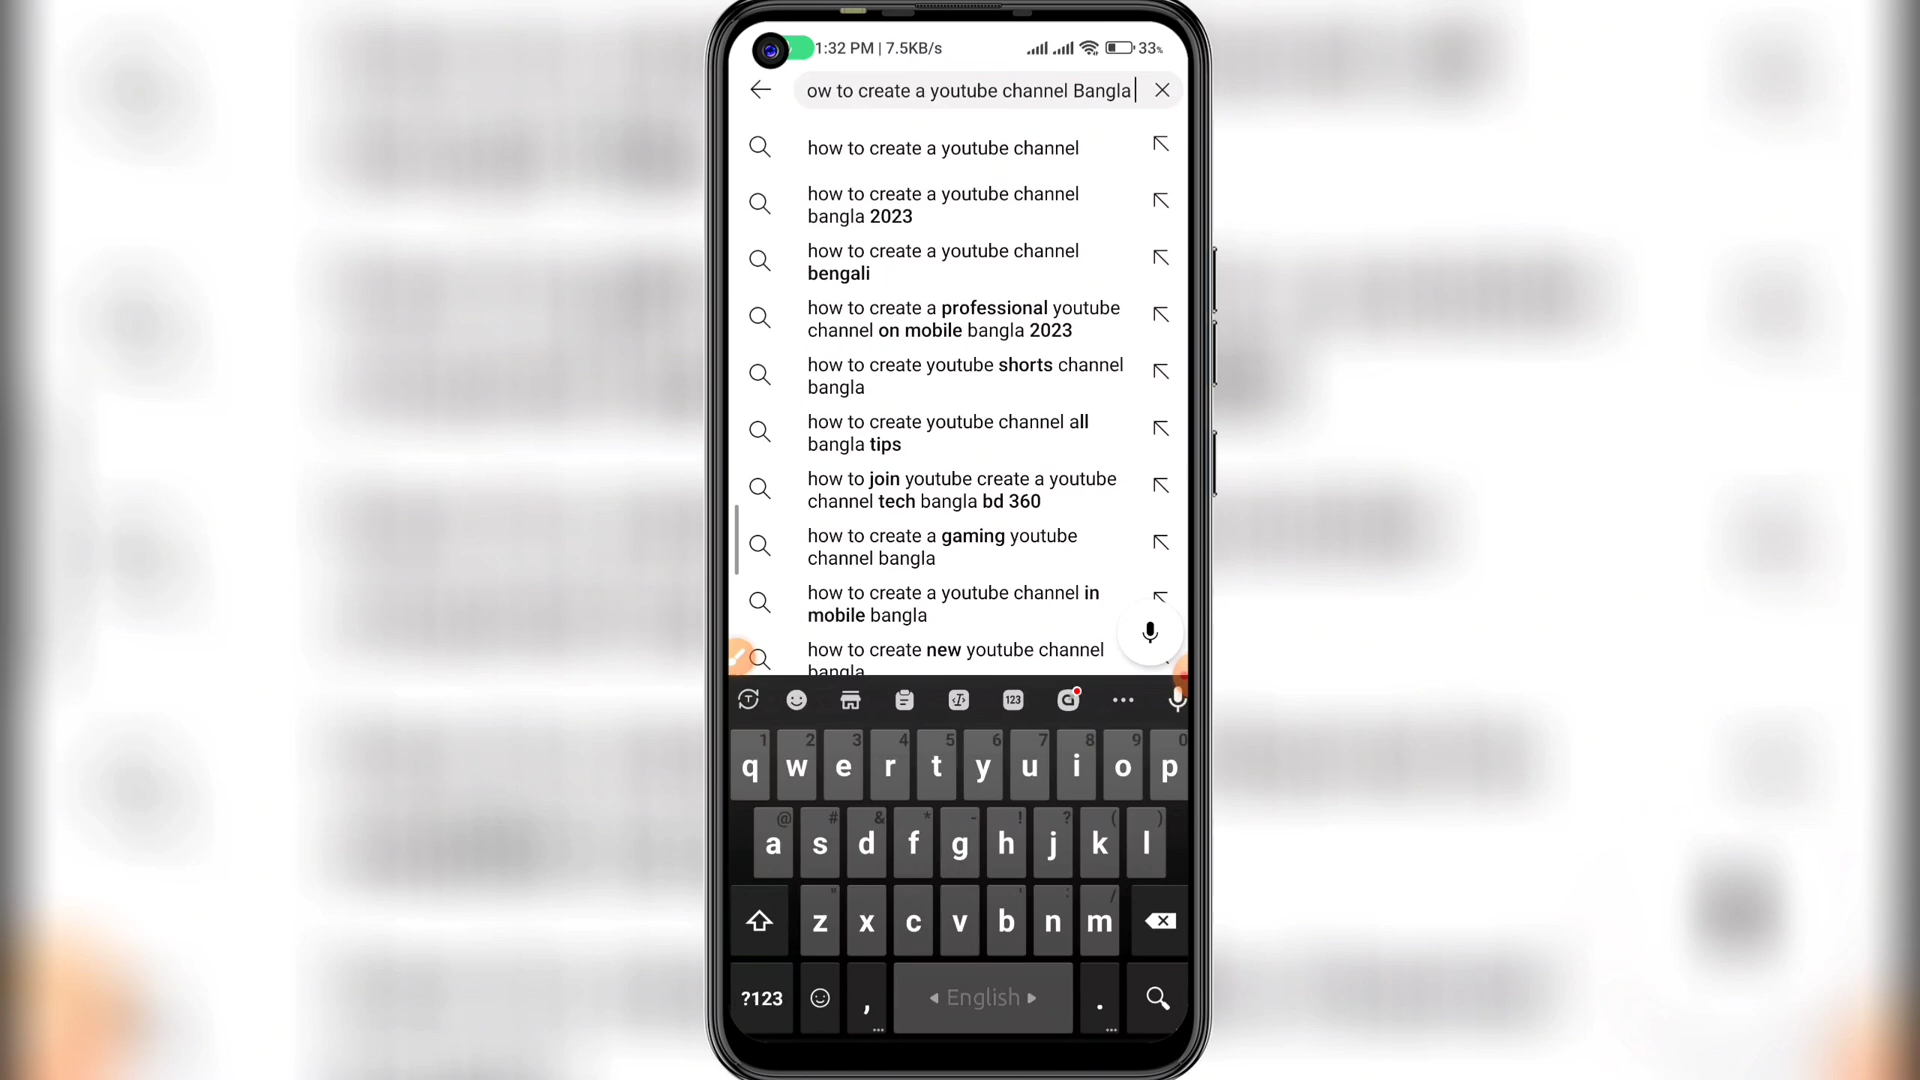 1:32 PM | 7.5KB/s 33%
ow to create a youtube channel Bangla
how to create a youtube channel
how to create a youtube channel
bangla 2023
how to create a youtube channel
bengali
how to create a professional youtube
channel on mobile bangla 2023
how to create youtube shorts channel
bangla
how to create youtube channel all
bangla tips
how to join youtube create a youtube
channel tech bangla bd 360
how to create a gaming youtube
channel bangla
how to create a youtube channel in
mobile bangla
how to create new youtube channel
bangla
123
1 2 3 4 5 6 7 8 9 0
q w e r t y u i o p
@ # & * - ! ? ( )
a s d f g h j k l
" ' : /
z x c v b n m
?123 , English .